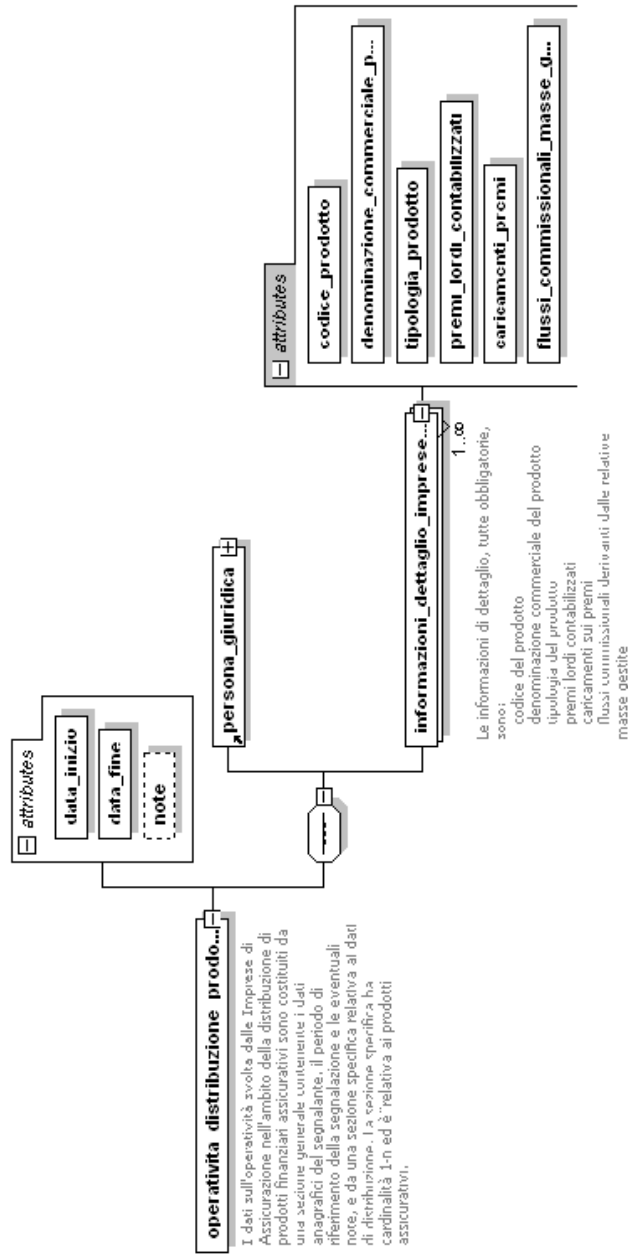 operativita_distribuzione_prodo...
I dati sull'operatività svolta dalle Imprese di
Assicurazione nell'ambito della distribuzione di
prodotti finanziari assicurativi sono costituiti da
una sezione generale contenente i dati
anagrafici del segnalante, il periodo di
riferimento della segnalazione e le eventuali
note, e da una sezione specifica relativa ai dati
di distribuzione. La sezione specifica ha
cardinalità 1-n ed è relativa ai prodotti
assicurativi.
attributes
data_inizio
data_fine
note
persona_giuridica
informazioni_dettaglio_imprese...
1..∞
Le informazioni di dettaglio, tutte obbligatorie,
sono:
codice del prodotto
denominazione commerciale del prodotto
tipologia del prodotto
premi lordi contabilizzati
caricamenti sui premi
flussi commissionali derivanti dalle relative
masse gestite
attributes
codice_prodotto
denominazione_commerciale_p...
tipologia_prodotto
premi_lordi_contabilizzati
caricamenti_premi
flussi_commissionali_masse_g...